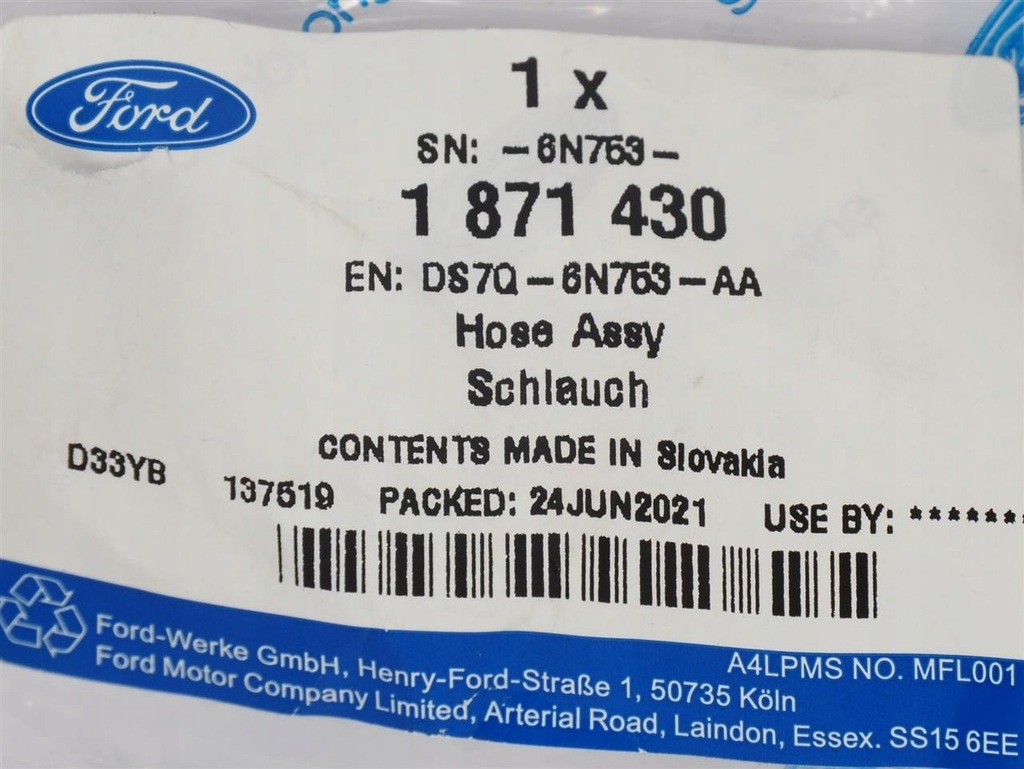 Ford
1 x
SN: -6N753-
1 871 430
EN: DS7Q-6N753-AA
Hose Assy
Schlauch
CONTENTS MADE IN Slovakia
D33YB 137519 PACKED: 24JUN2021 USE BY: *******
A4LPMS NO. MFL001
Ford-Werke GmbH, Henry-Ford-Straße 1, 50735 Köln
Ford Motor Company Limited, Arterial Road, Laindon, Essex. SS15 6EE